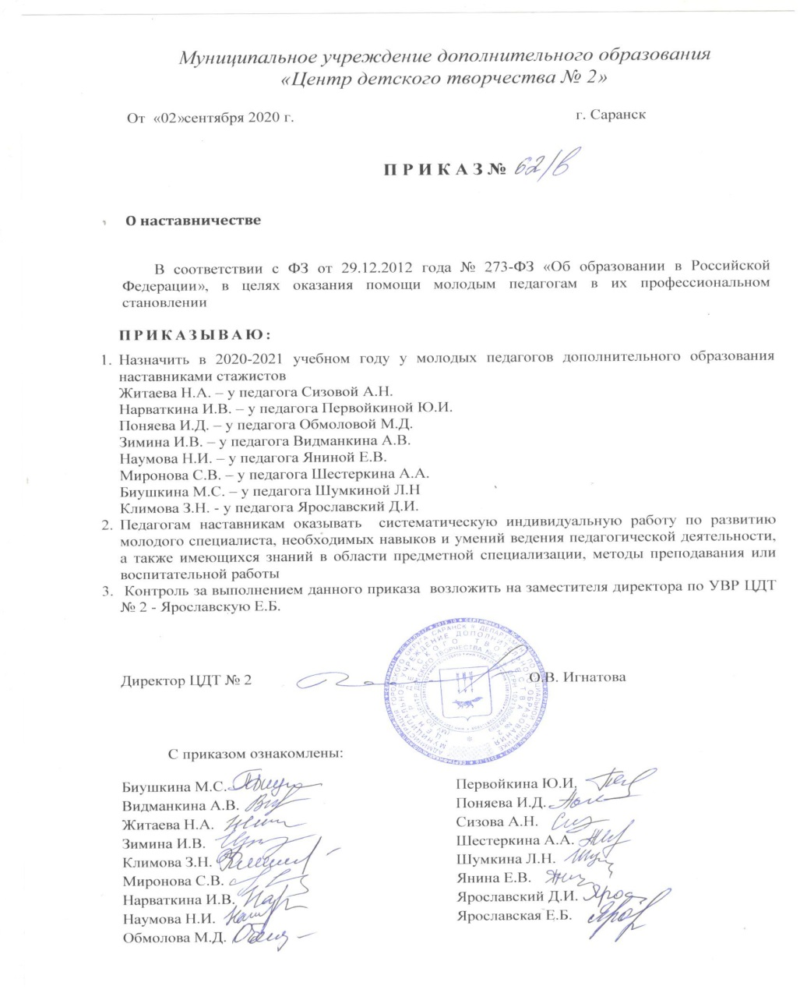 Муниципальное учреждение дополнительного образования
«Центр детского творчества № 2»
От «02»сентября 2020 г.
г. Саранск
П Р И К А З № 62/в
О наставничестве
В соответствии с ФЗ от 29.12.2012 года № 273-ФЗ «Об образовании в Российской
Федерации», в целях оказания помощи молодым педагогам в их профессиональном
становлении
П Р И К А З Ы В А Ю :
1. Назначить в 2020-2021 учебном году у молодых педагогов дополнительного образования
наставниками стажистов
Житаева Н.А. – у педагога Сизовой А.Н.
Нарваткина И.В. – у педагога Первойкиной Ю.И.
Поняева И.Д. – у педагога Обмоловой М.Д.
Зимина И.В. – у педагога Видманкина А.В.
Наумова Н.И. – у педагога Яниной Е.В.
Миронова С.В. – у педагога Шестеркина А.А.
Биушкина М.С. – у педагога Шумкиной Л.Н
Климова З.Н. - у педагога Ярославский Д.И.
2. Педагогам наставникам оказывать систематическую индивидуальную работу по развитию
молодого специалиста, необходимых навыков и умений ведения педагогической деятельности,
а также имеющихся знаний в области предметной специализации, методы преподавания или
воспитательной работы
3. Контроль за выполнением данного приказа возложить на заместителя директора по УВР ЦДТ
№ 2 - Ярославскую Е.Б.
Директор ЦДТ № 2
О.В. Игнатова
С приказом ознакомлены:
Биушкина М.С.
Видманкина А.В.
Житаева Н.А.
Зимина И.В.
Климова З.Н.
Миронова С.В.
Нарваткина И.В.
Наумова Н.И.
Обмолова М.Д.
Первойкина Ю.И.
Поняева И.Д.
Сизова А.Н.
Шестеркина А.А.
Шумкина Л.Н.
Янина Е.В.
Ярославский Д.И.
Ярославская Е.Б.